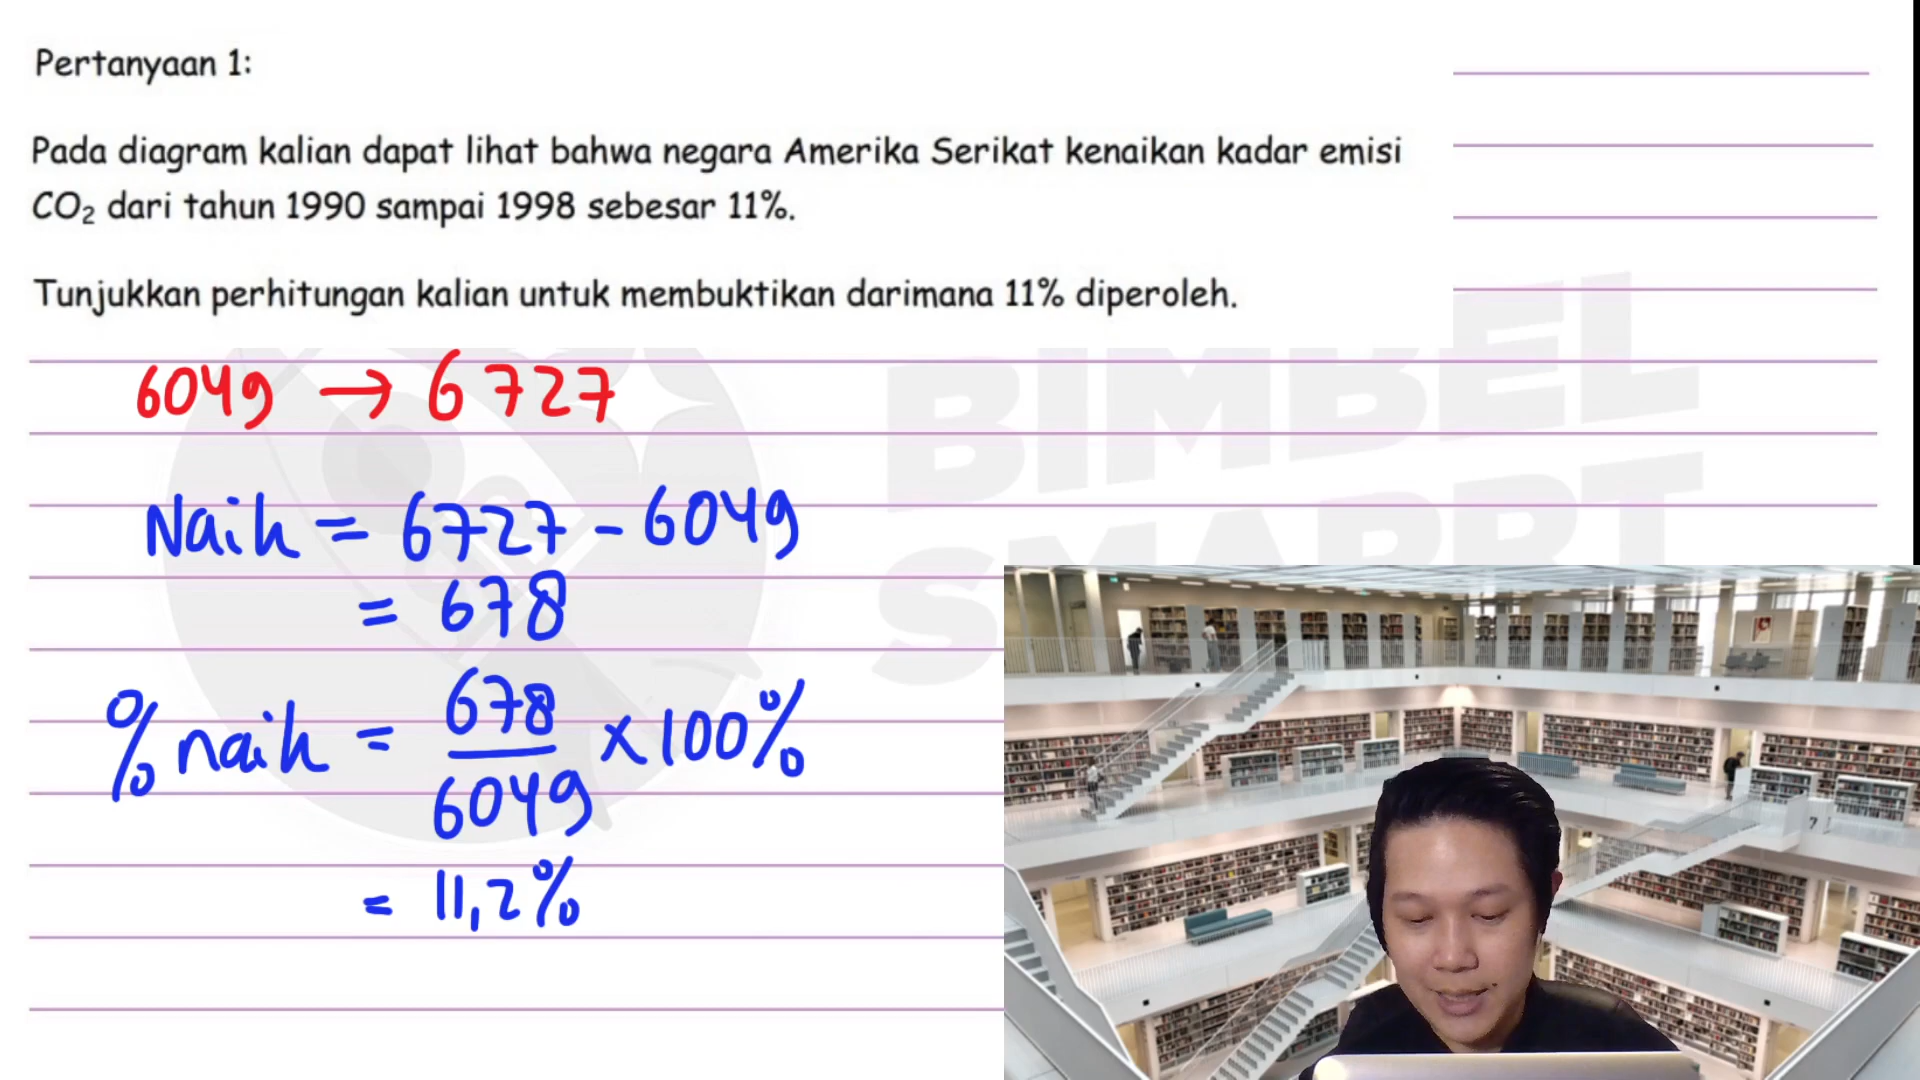 Pertanyaan 1:
Pada diagram kalian dapat lihat bahwa negara Amerika Serikat kenaikan kadar emisi
CO₂ dari tahun 1990 sampai 1998 sebesar 11%.
Tunjukkan perhitungan kalian untuk membuktikan darimana 11% diperoleh.
6049 → 6727
Naik = 6727 - 6049
= 678
% naik = 678/6049 × 100%
= 11,2%
BIMBEL
SMARRT